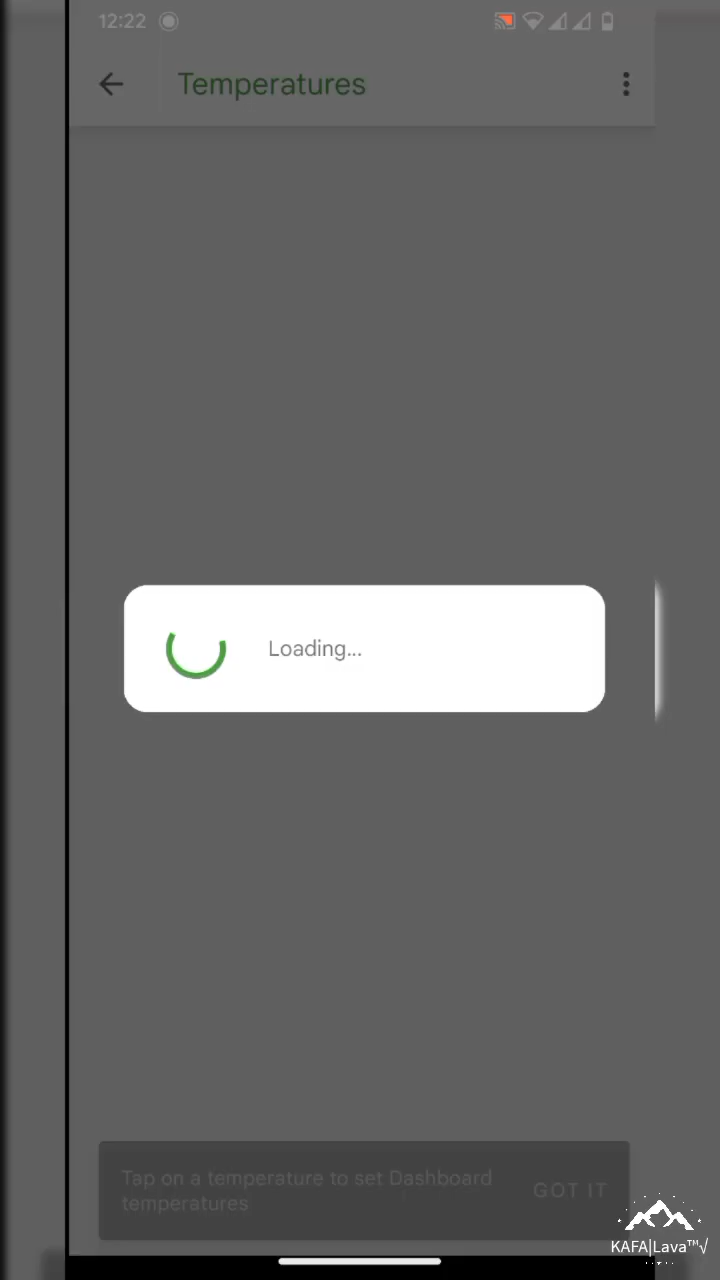 12:22
Temperatures
Loading...
Tap on a temperature to set Dashboard
temperatures
GOT IT
KAFA|Lava™√